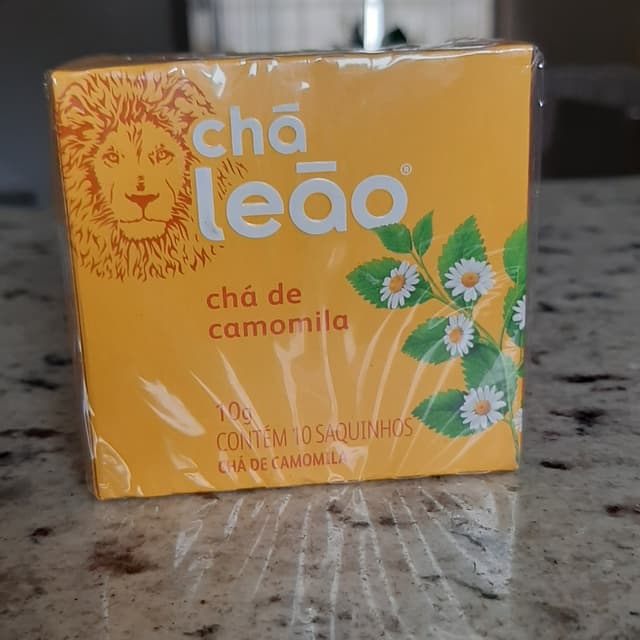 chá
leão®
chá de
camomila
10g
CONTÉM 10 SAQUINHOS
CHÁ DE CAMOMILA